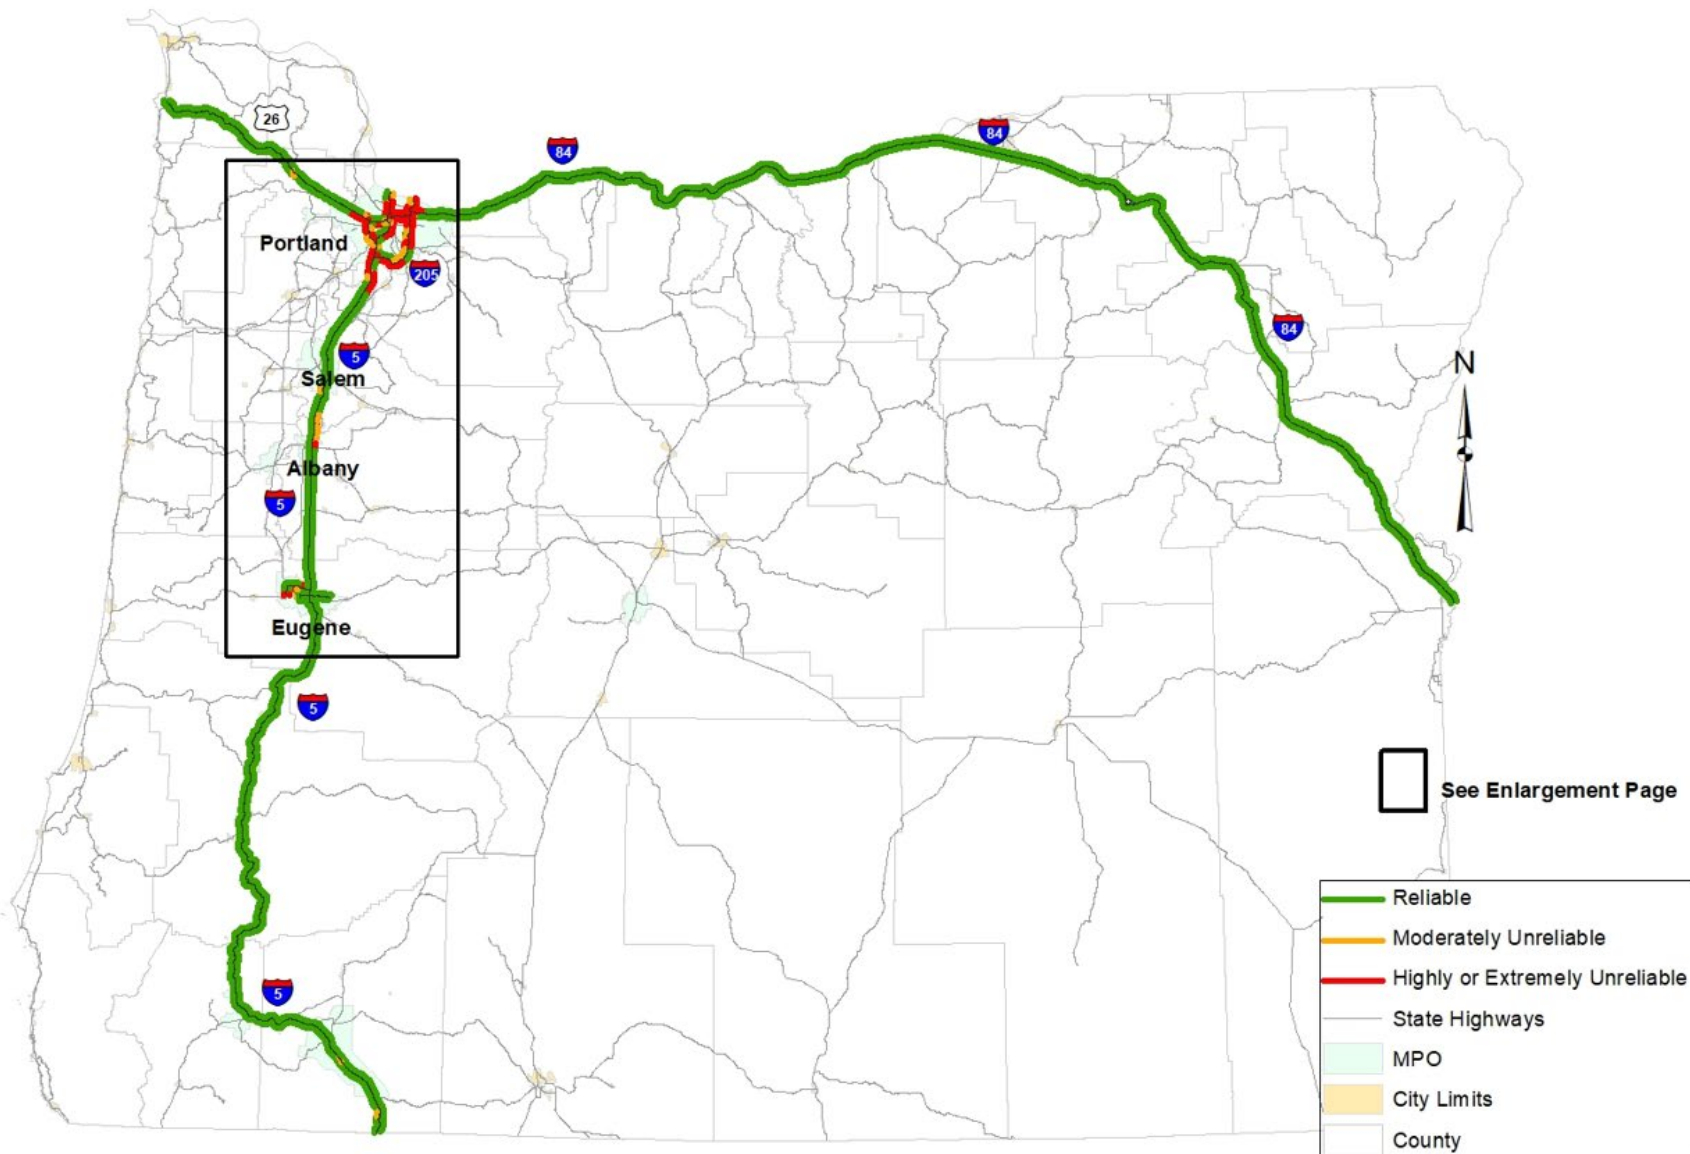 26
84
84
Portland
205
84
5
N
Salem
Albany
5
Eugene
5
See Enlargement Page
Reliable
Moderately Unreliable
Highly or Extremely Unreliable
5
State Highways
MPO
City Limits
County